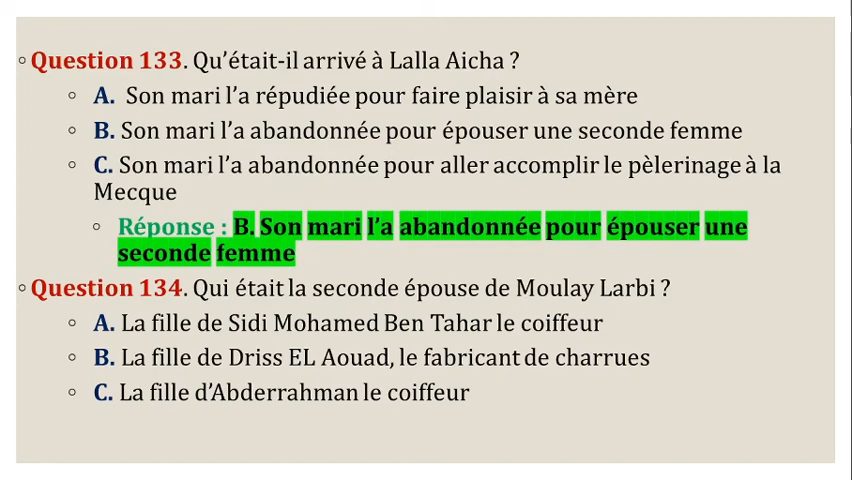 Question 133. Qu’était-il arrivé à Lalla Aicha ?
A. Son mari l’a répudiée pour faire plaisir à sa mère
B. Son mari l’a abandonnée pour épouser une seconde femme
C. Son mari l’a abandonnée pour aller accomplir le pèlerinage à la
Mecque
Réponse : B. Son mari l’a abandonnée pour épouser une
seconde femme
Question 134. Qui était la seconde épouse de Moulay Larbi ?
A. La fille de Sidi Mohamed Ben Tahar le coiffeur
B. La fille de Driss EL Aouad, le fabricant de charrues
C. La fille d’Abderrahman le coiffeur